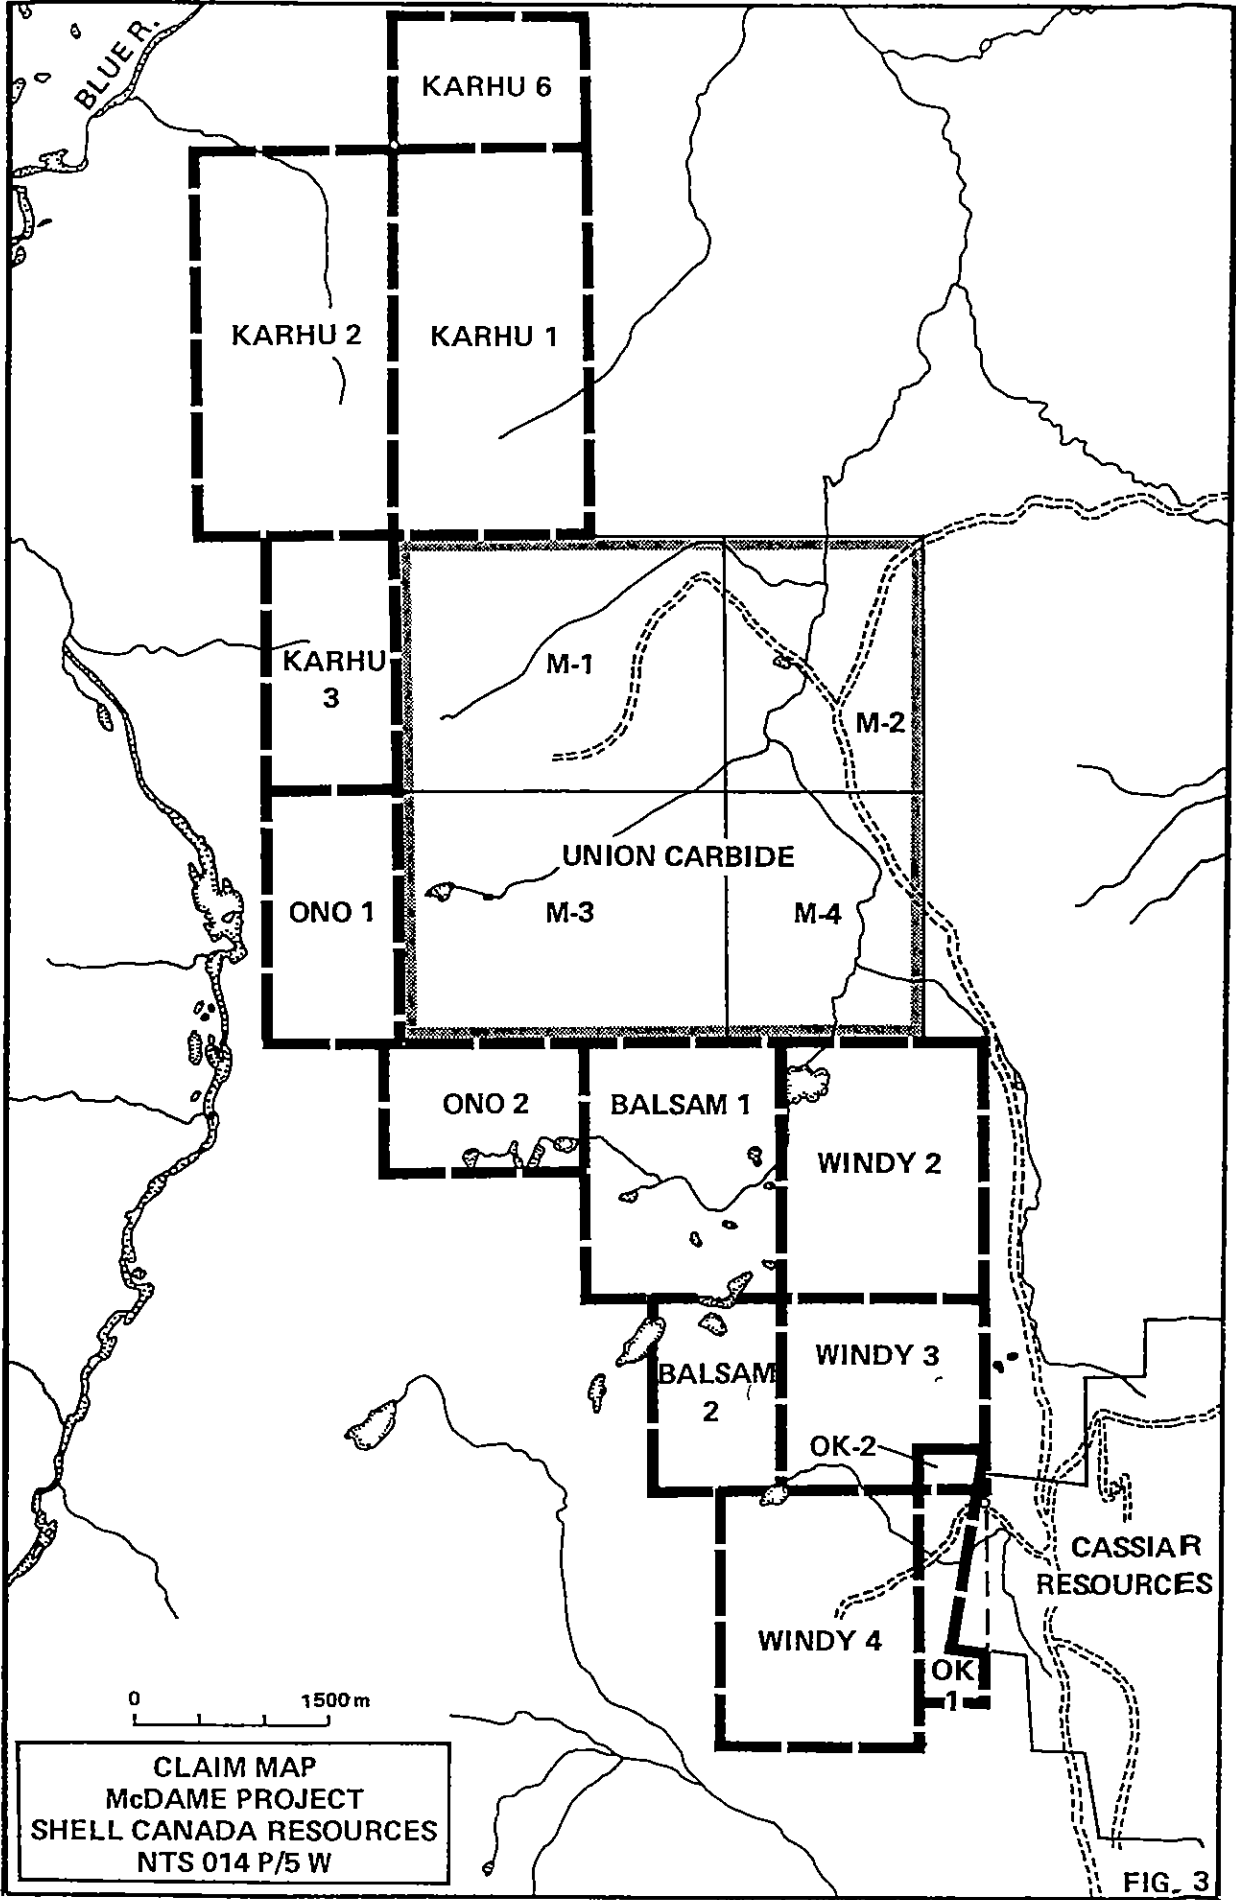 BLUE R.
KARHU 6
KARHU 2
KARHU 1
KARHU
3
M-1
M-2
UNION CARBIDE
ONO 1
M-3
M-4
ONO 2
BALSAM 1
WINDY 2
WINDY 3
BALSAM
2
OK-2
CASSIAR
RESOURCES
WINDY 4
OK
1
0 1500m
CLAIM MAP
McDAME PROJECT
SHELL CANADA RESOURCES
NTS 014 P/5 W
FIG. 3